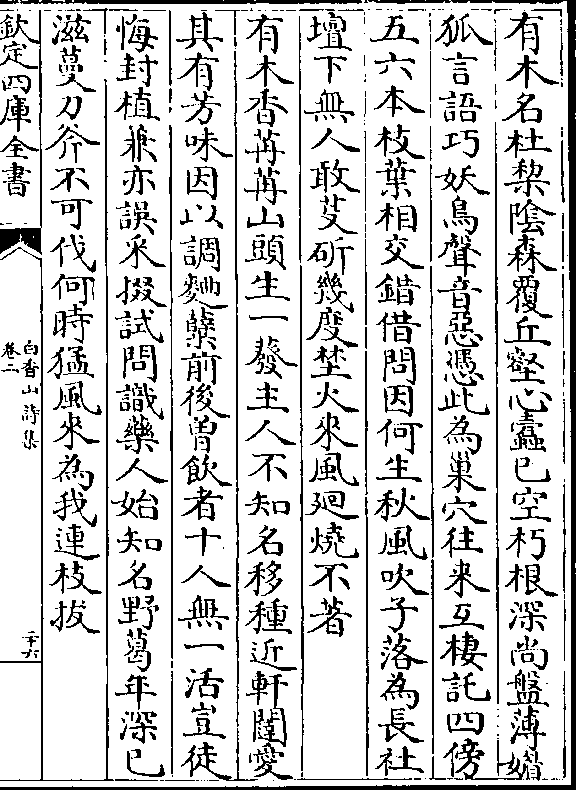 有木名杜棃陰森覆丘壑心蠧已空朽根深尚盤薄媚
狐言語巧妖鳥聲音惡憑此為巢穴往来互棲託四傍
五六本枝葉相交錯借問因何生秋風吹子落為長社
壇下無人敢芟斫幾度埜火來風廻燒不著
有木香苒苒山頭生一蕟主人不知名移種近軒闥愛
其有芳味因以調麯糵前後曽飲者十人無一活豈徒
悔封植兼亦誤采掇試問識藥人始知名野葛年深已
滋蔓刀斧不可伐何時猛風來為我連枝拔
欽定四庫全書
白香山詩集
卷二
二十六